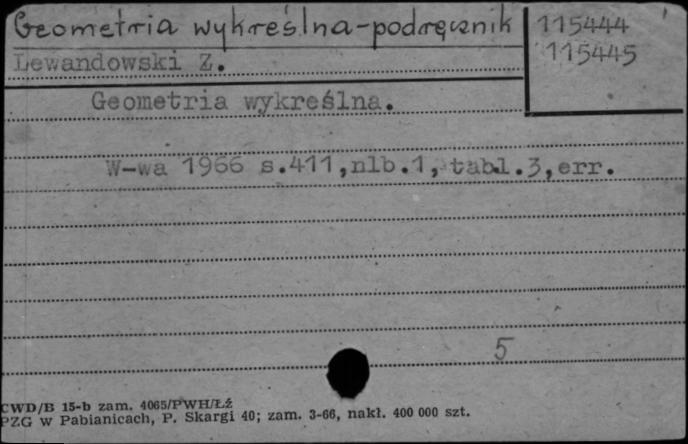 Geometria wykreślna-podręcznik
115444
115445
Lewandowski Z.
Geometria wykreślna.
W-wa 1966 s.411,nlb.1, tabl.3,err.
5
CWD/B 15-b zam. 4065/PWH/Łź
PZG w Pabianicach, P. Skargi 40; zam. 3-66, nakł. 400 000 szt.